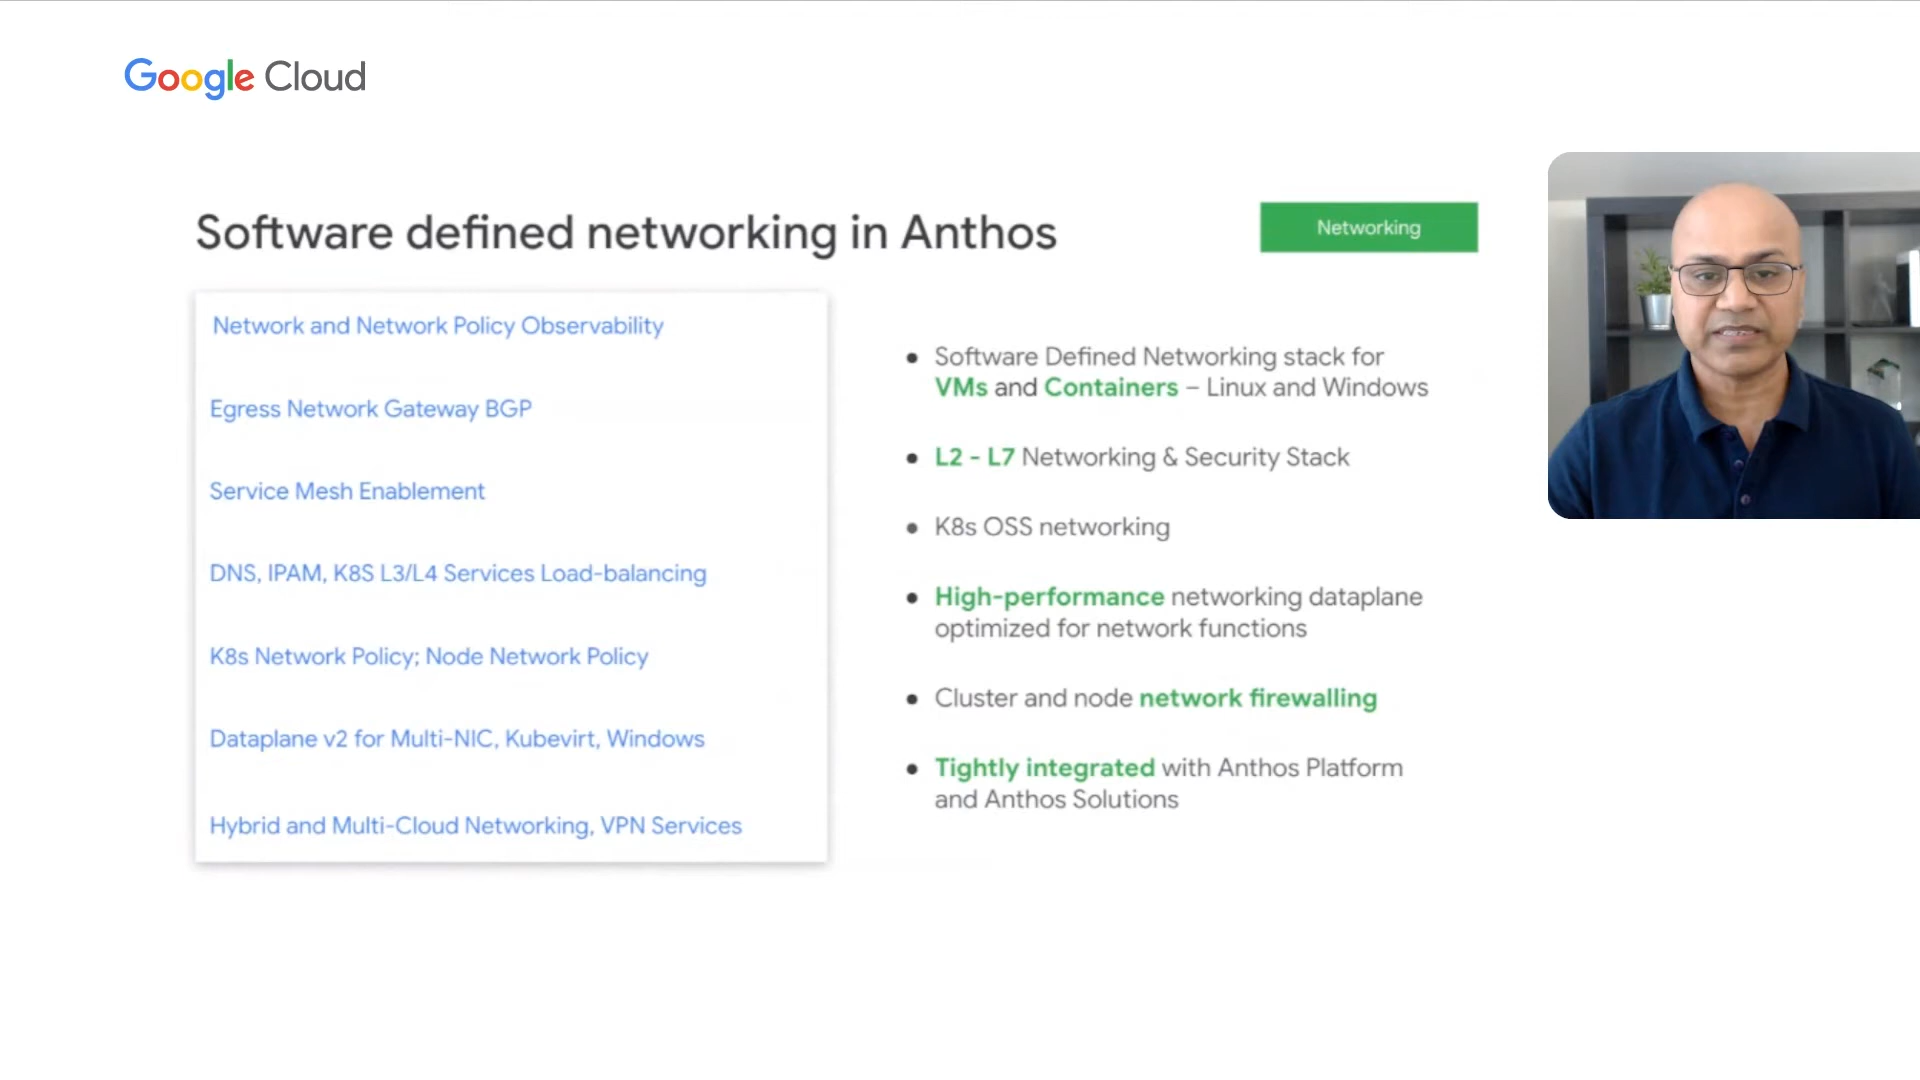 Google Cloud
Software defined networking in Anthos
Networking
Network and Network Policy Observability
Egress Network Gateway BGP
Service Mesh Enablement
DNS, IPAM, K8S L3/L4 Services Load-balancing
K8s Network Policy; Node Network Policy
Dataplane v2 for Multi-NIC, Kubevirt, Windows
Hybrid and Multi-Cloud Networking, VPN Services
● Software Defined Networking stack for
VMs and Containers – Linux and Windows
● L2 - L7 Networking & Security Stack
● K8s OSS networking
● High-performance networking dataplane
optimized for network functions
● Cluster and node network firewalling
● Tightly integrated with Anthos Platform
and Anthos Solutions